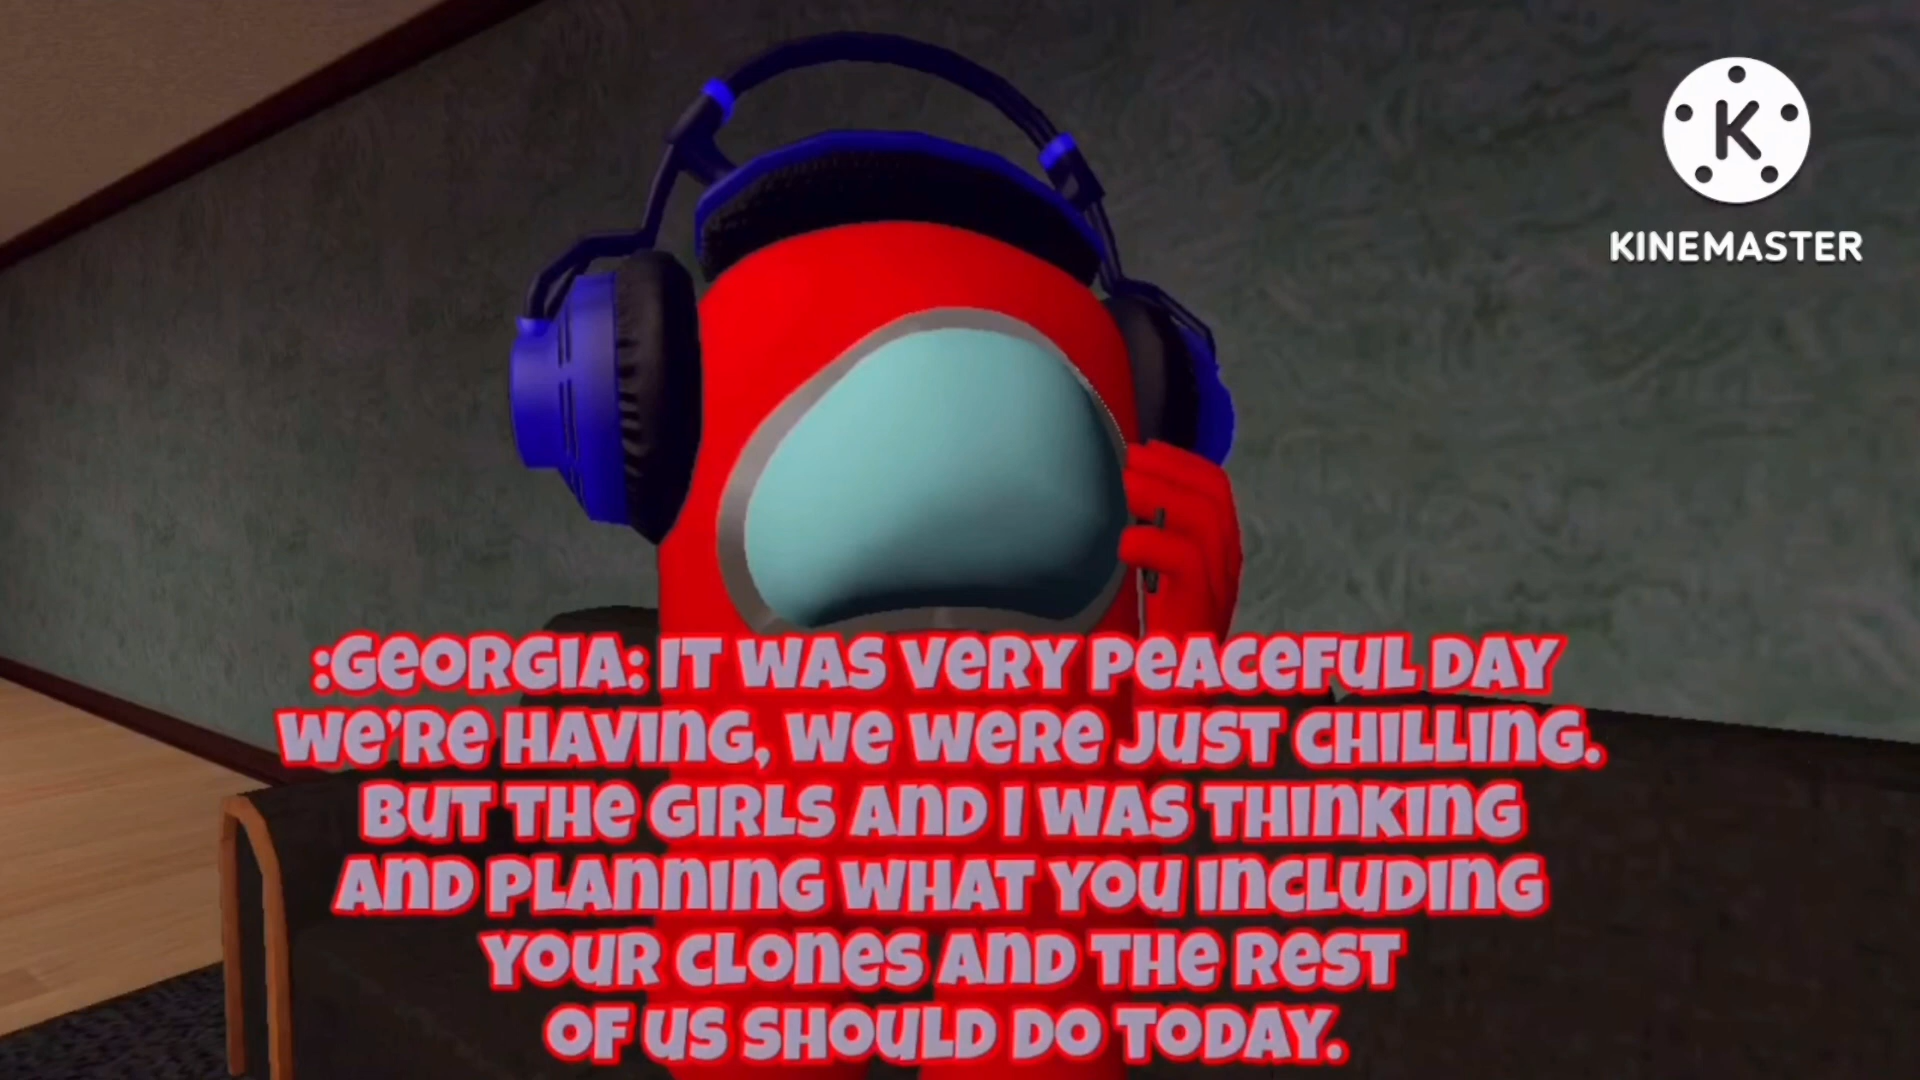 K
KINEMASTER
:GEORGIA: IT WAS VERY PEACEFUL DAY
WE'RE HAVING, WE WERE JUST CHILLING.
BUT THE GIRLS AND I WAS THINKING
AND PLANNING WHAT YOU INCLUDING
YOUR CLONES AND THE REST
OF US SHOULD DO TODAY.